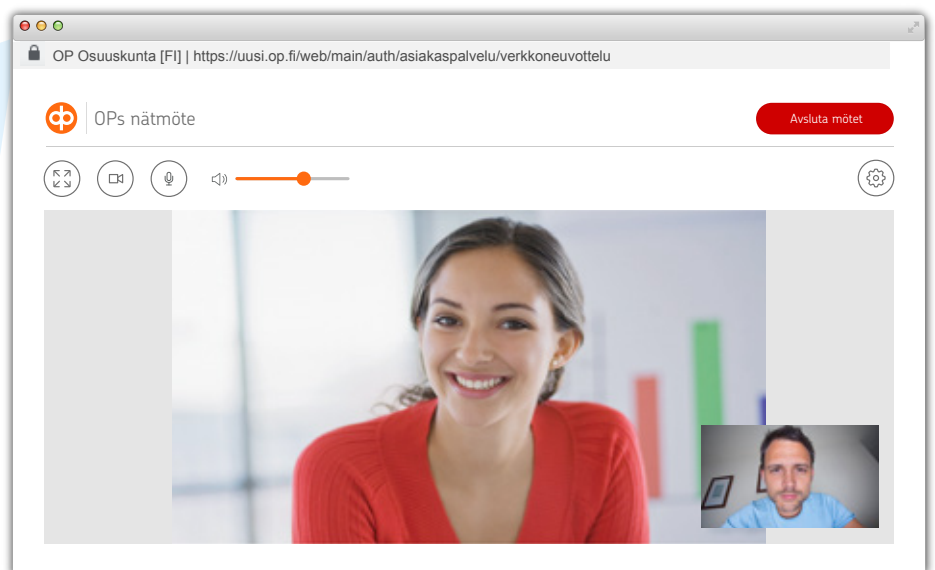 OP Osuuskunta [FI] | https://uusi.op.fi/web/main/auth/asiakaspalvelu/verkkoneuvottelu
OPs nätmöte
Avsluta mötet